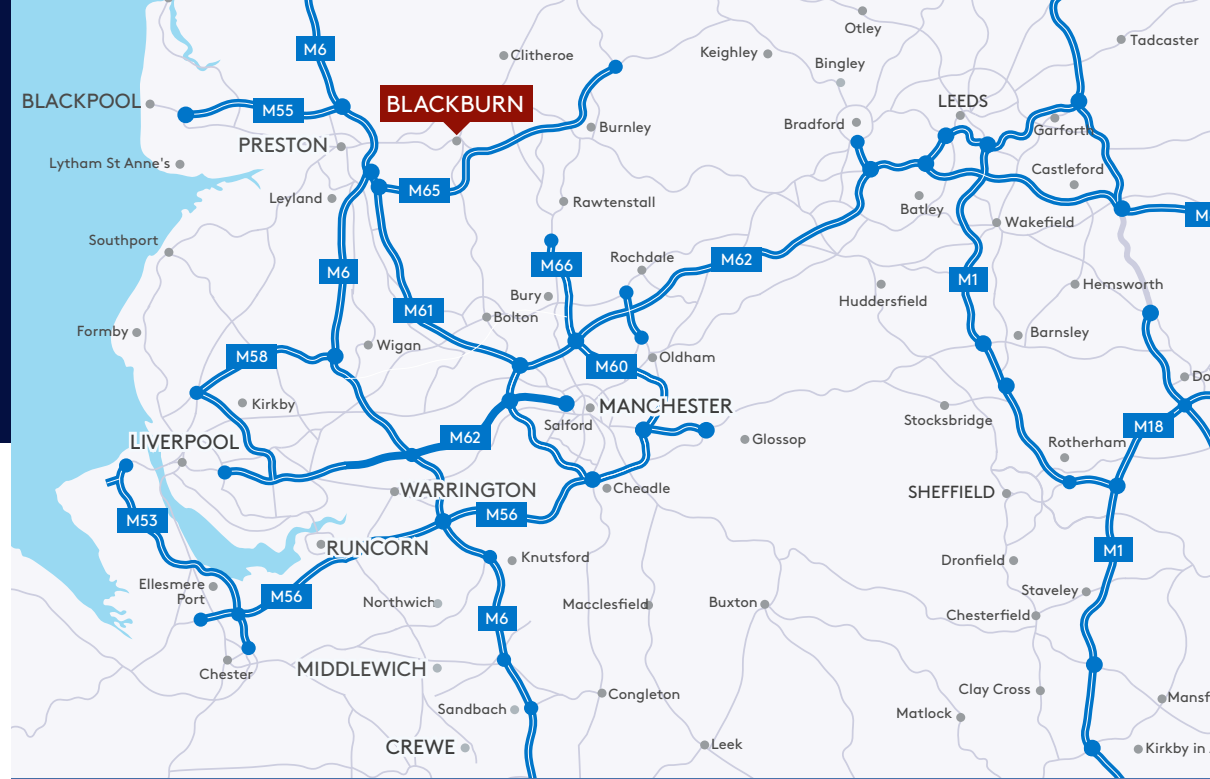 Otley
Tadcaster
M6
Clitheroe
Keighley
Bingley
BLACKPOOL
M55
BLACKBURN
LEEDS
Burnley
Bradford
Garforth
PRESTON
Lytham St Anne's
Castleford
M65
Leyland
Rawtenstall
Batley
Wakefield
M
Southport
M6
M66
Rochdale
M62
M1
Hemsworth
Bury
Huddersfield
M61
Bolton
Formby
Barnsley
Wigan
M58
M60
Oldham
Do
Kirkby
MANCHESTER
Stocksbridge
Salford
M18
LIVERPOOL
M62
Glossop
Rotherham
WARRINGTON
Cheadle
SHEFFIELD
M53
M56
RUNCORN
Knutsford
Dronfield
M1
Ellesmere
Port
M56
Northwich
Macclesfield
Buxton
Staveley
M6
Chesterfield
Chester
MIDDLEWICH
Congleton
Clay Cross
Mansf
Sandbach
Matlock
CREWE
Leek
Kirkby in